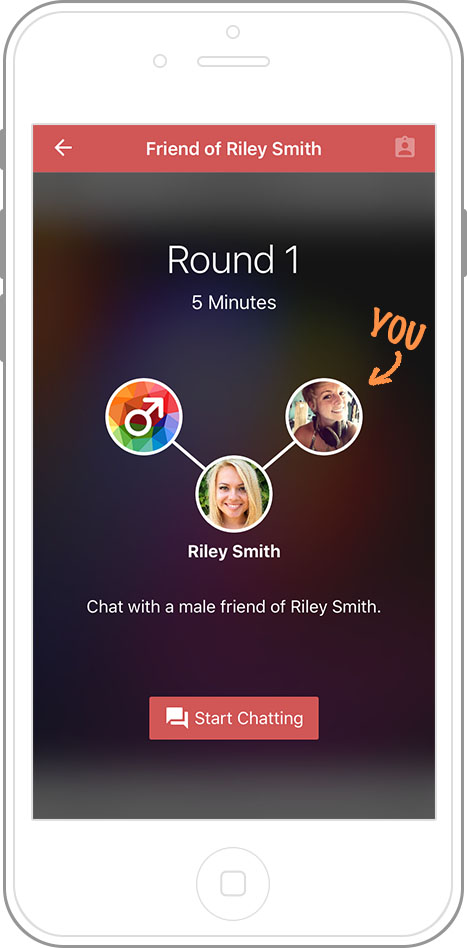 Friend of Riley Smith
Round 1
5 Minutes
YOU
Riley Smith
Chat with a male friend of Riley Smith.
Start Chatting